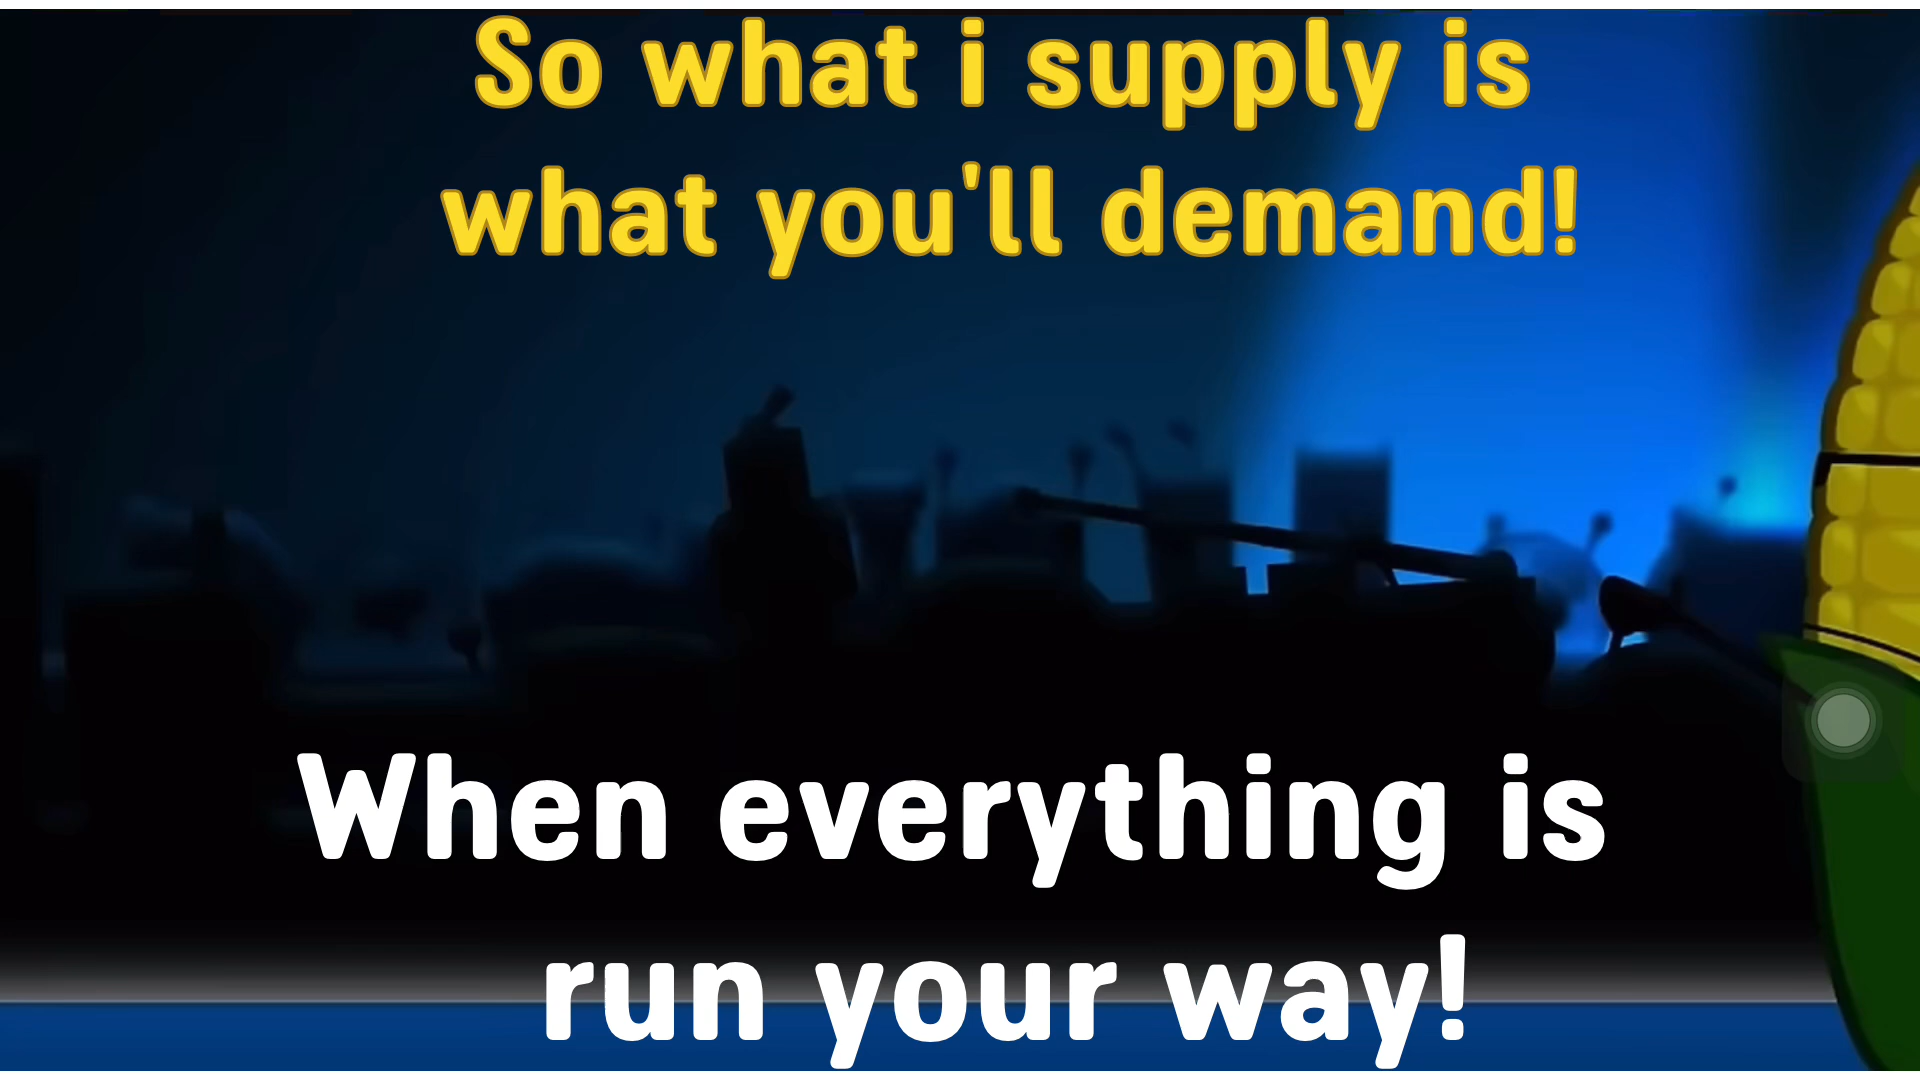 So what i supply is
what you'll demand!
When everything is
run your way!